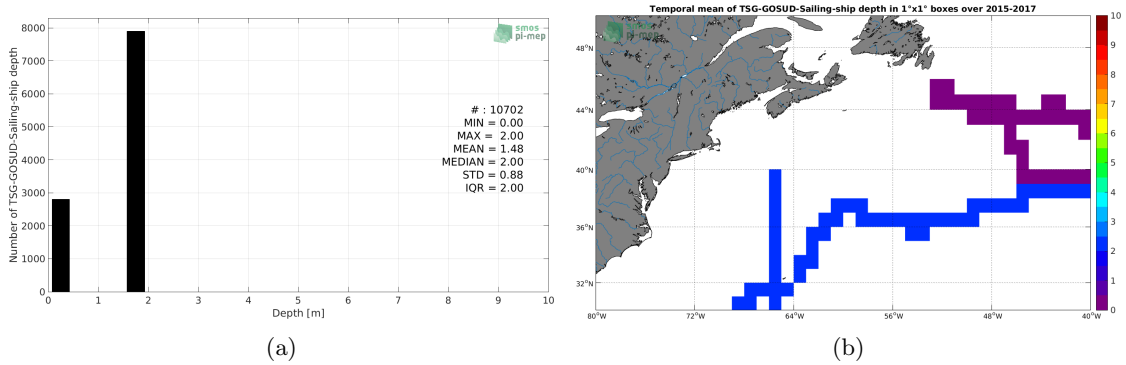 Temporal mean of TSG-GOSUD-Sailing-ship depth in 1°x1° boxes over 2015-2017
Number of TSG-GOSUD-Sailing-ship depth
8000
7000
6000
5000
4000
3000
2000
1000
0
smos
pi-mep
# : 10702
MIN = 0.00
MAX = 2.00
MEAN = 1.48
MEDIAN = 2.00
STD = 0.88
IQR = 2.00
0 1 2 3 4 5 6 7 8 9 10
Depth [m]
(a)
smos
pi-mep
48°N
44°N
40°N
36°N
32°N
80°W 72°W 64°W 56°W 48°W 40°W
10
9
8
7
6
5
4
3
2
1
0
(b)